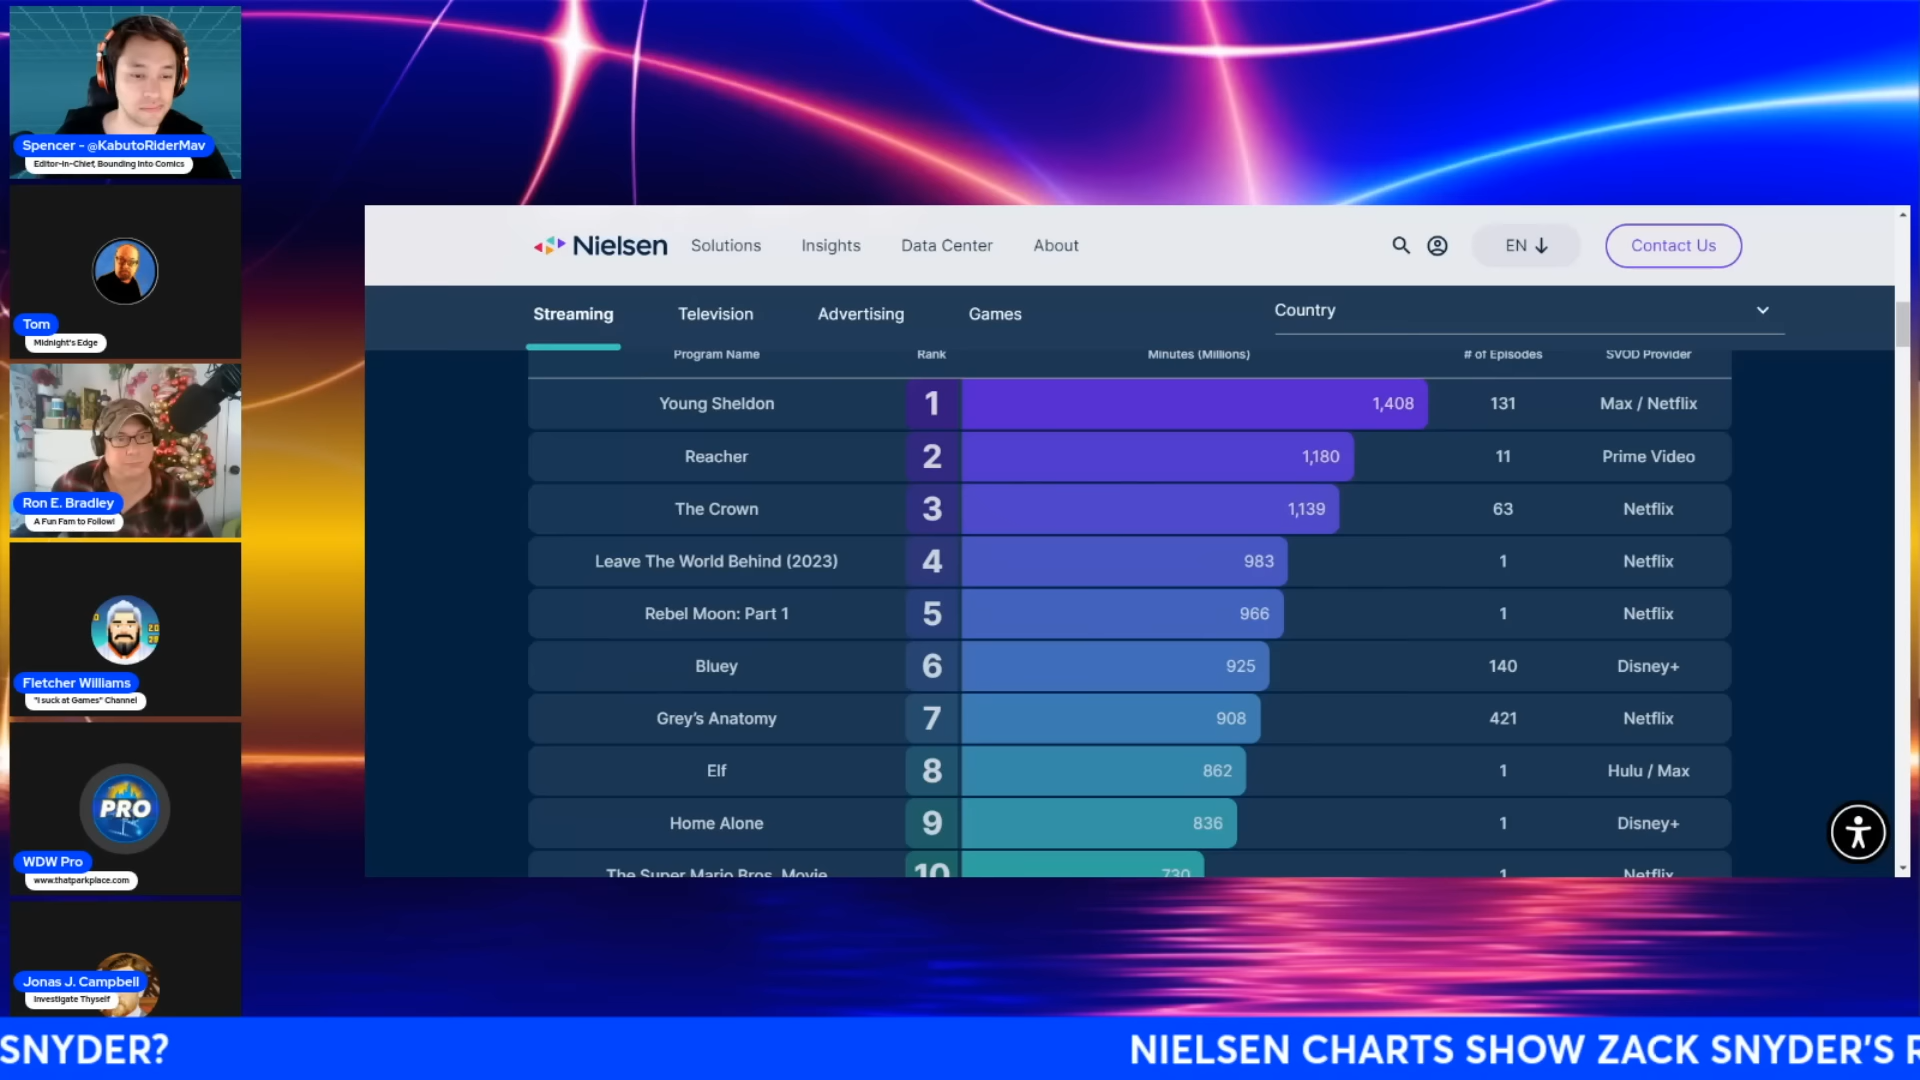 Spencer - @KabutoRiderMav
Editor-in-Chief, Bounding Into Comics
Tom
Midnight's Edge
Ron E. Bradley
A Fun Fam to Follow!
Fletcher Williams
"I suck at Games" Channel
PRO
WDW Pro
www.thatparkplace.com
Jonas J. Campbell
Investigate Thyself
Nielsen Solutions Insights Data Center About EN Contact Us
Streaming Television Advertising Games Country
Program Name Rank Minutes (Millions) # of Episodes SVOD Provider
Young Sheldon 1 1,408 131 Max / Netflix
Reacher 2 1,180 11 Prime Video
The Crown 3 1,139 63 Netflix
Leave The World Behind (2023) 4 983 1 Netflix
Rebel Moon: Part 1 5 966 1 Netflix
Bluey 6 925 140 Disney+
Grey's Anatomy 7 908 421 Netflix
Elf 8 862 1 Hulu / Max
Home Alone 9 836 1 Disney+
The Super Mario Bros. Movie 10 730 1 Netflix
SNYDER? NIELSEN CHARTS SHOW ZACK SNYDER'S